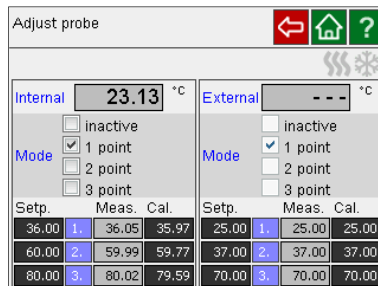 Adjust probe
?
Internal 23.13 °C External --- °C
Mode
inactive
1 point
2 point
3 point
Mode
inactive
1 point
2 point
3 point
Setp. Meas. Cal. Setp. Meas. Cal.
36.00 1. 36.05 35.97 25.00 1. 25.00 25.00
60.00 2. 59.99 59.77 37.00 2. 37.00 37.00
80.00 3. 80.02 79.59 70.00 3. 70.00 70.00